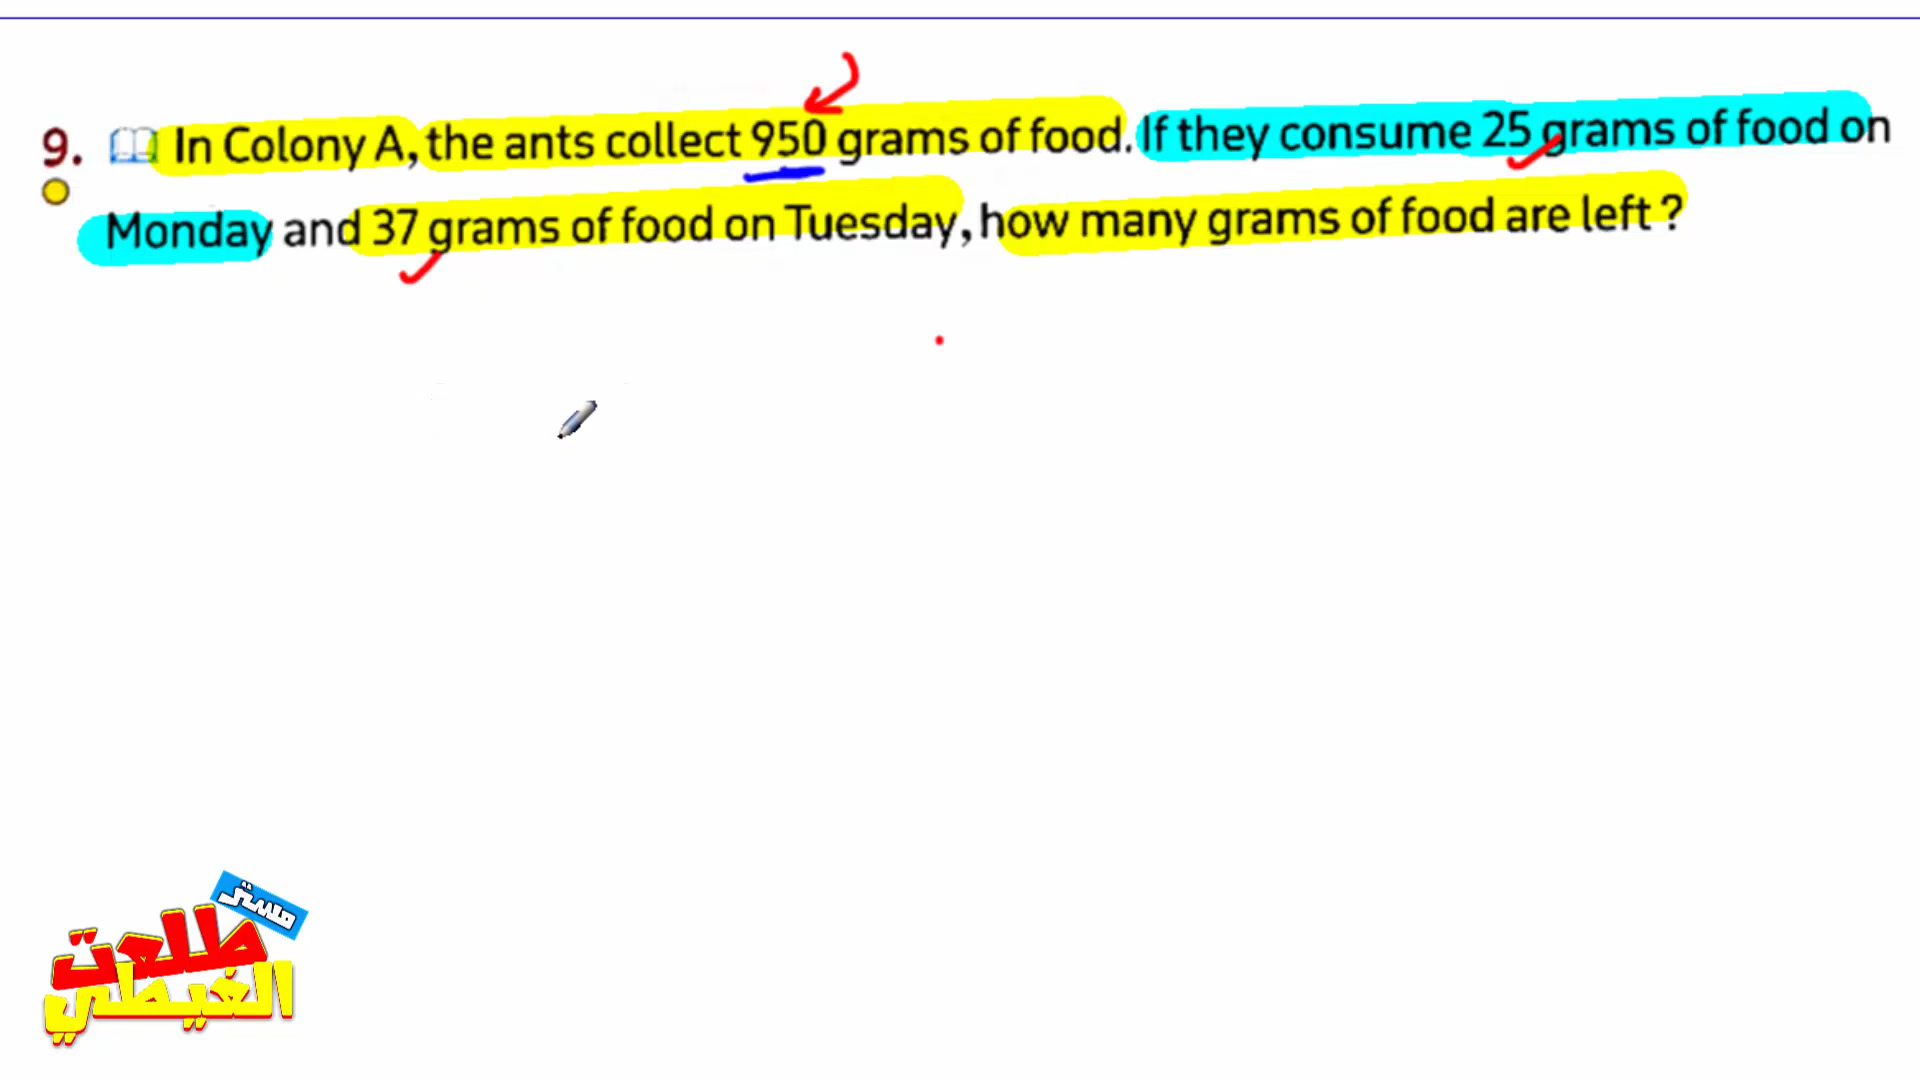 9. In Colony A, the ants collect 950 grams of food. If they consume 25 grams of food on
Monday and 37 grams of food on Tuesday, how many grams of food are left ?
مستر
طلعت
الغيطي